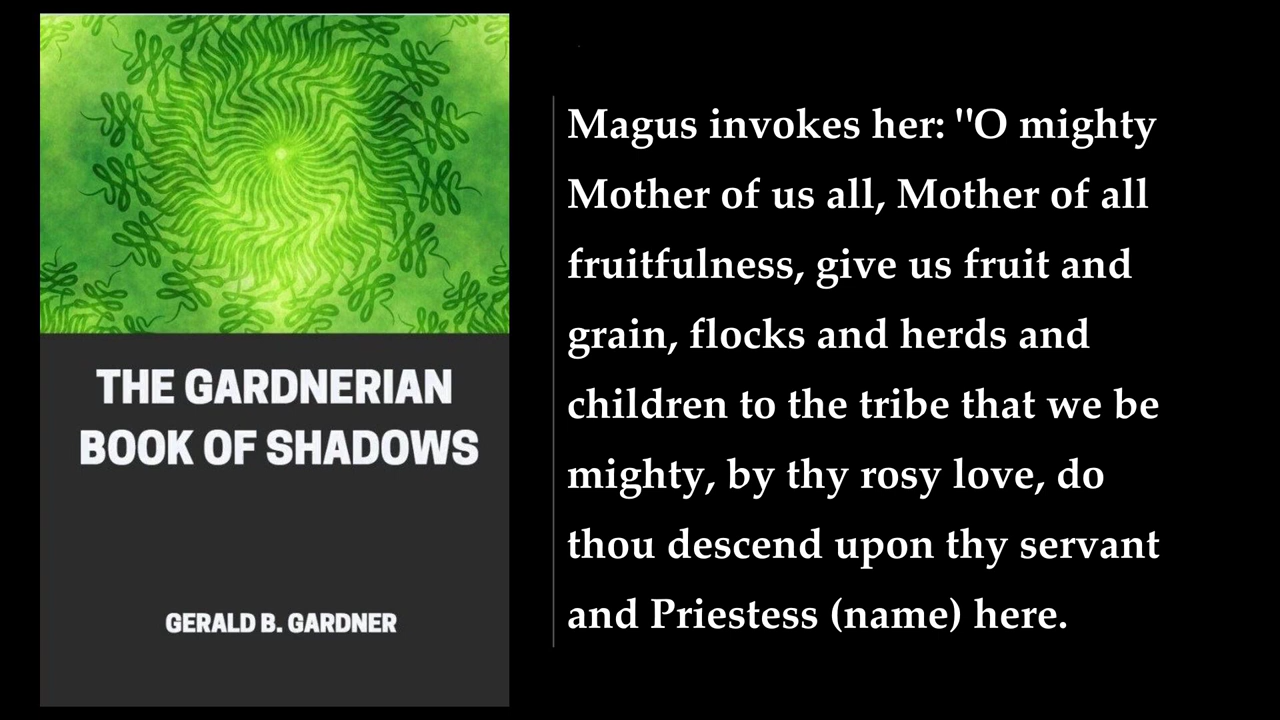 THE GARDNERIAN
BOOK OF SHADOWS
GERALD B. GARDNER
Magus invokes her: "O mighty
Mother of us all, Mother of all
fruitfulness, give us fruit and
grain, flocks and herds and
children to the tribe that we be
mighty, by thy rosy love, do
thou descend upon thy servant
and Priestess (name) here.